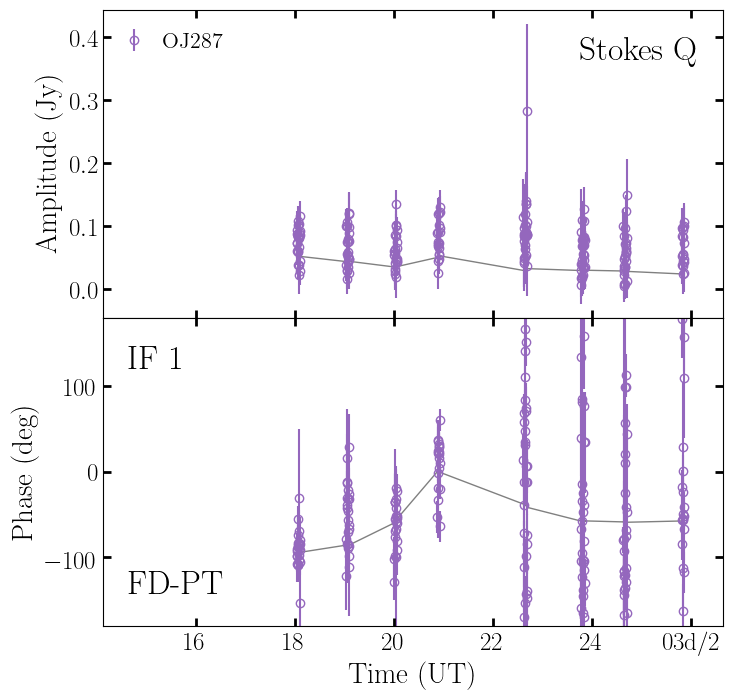 OJ287
Stokes Q
0.4
0.3
0.2
0.1
0.0
Amplitude (Jy)
IF 1
100
0
−100
Phase (deg)
FD-PT
16 18 20 22 24 03d/2
Time (UT)